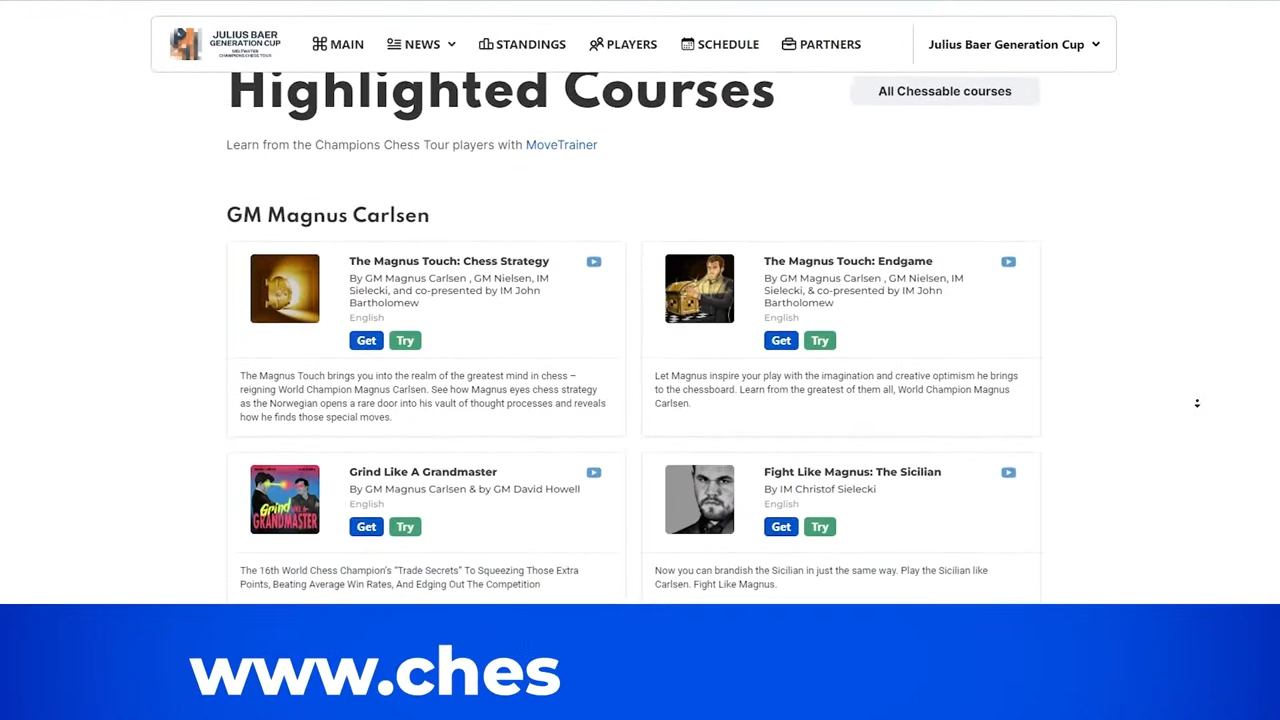 JULIUS BAER
GENERATION CUP
MELTWATER
CHAMPIONS CHESS TOUR
MAIN
NEWS
STANDINGS
PLAYERS
SCHEDULE
PARTNERS
Julius Baer Generation Cup
Highlighted Courses
All Chessable courses
Learn from the Champions Chess Tour players with MoveTrainer
GM Magnus Carlsen
The Magnus Touch: Chess Strategy
By GM Magnus Carlsen , GM Nielsen, IM
Sielecki, and co-presented by IM John
Bartholomew
English
Get
Try
The Magnus Touch brings you into the realm of the greatest mind in chess –
reigning World Champion Magnus Carlsen. See how Magnus eyes chess strategy
as the Norwegian opens a rare door into his vault of thought processes and reveals
how he finds those special moves.
The Magnus Touch: Endgame
By GM Magnus Carlsen , GM Nielsen, IM
Sielecki, & co-presented by IM John
Bartholomew
English
Get
Try
Let Magnus inspire your play with the imagination and creative optimism he brings
to the chessboard. Learn from the greatest of them all, World Champion Magnus
Carlsen.
Grind Like A Grandmaster
By GM Magnus Carlsen & by GM David Howell
English
Get
Try
Grind
LIKE A
GRANDMASTER
The 16th World Chess Champion's “Trade Secrets” To Squeezing Those Extra
Points, Beating Average Win Rates, And Edging Out The Competition
Fight Like Magnus: The Sicilian
By IM Christof Sielecki
English
Get
Try
Now you can brandish the Sicilian in just the same way. Play the Sicilian like
Carlsen. Fight Like Magnus.
www.ches